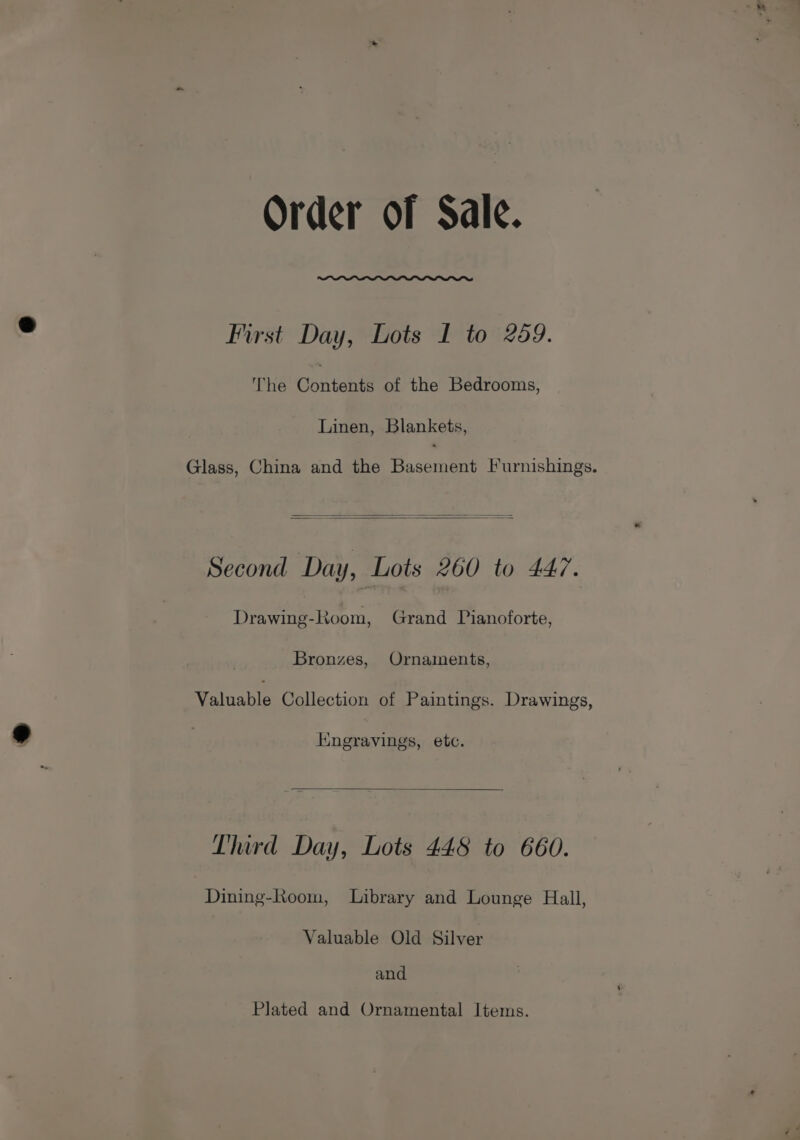 Order of Sale.
First Day, Lots 1 to 259.
The Contents of the Bedrooms,
Linen, Blankets,
Glass, China and the Basement Furnishings.
Second Day, Lots 260 to 447.
Drawing-Room, Grand Pianoforte,
Bronzes, Ornaments,
Valuable Collection of Paintings. Drawings,
Engravings, etc.
Third Day, Lots 448 to 660.
Dining-Room, Library and Lounge Hall,
Valuable Old Silver
and
Plated and Ornamental Items.